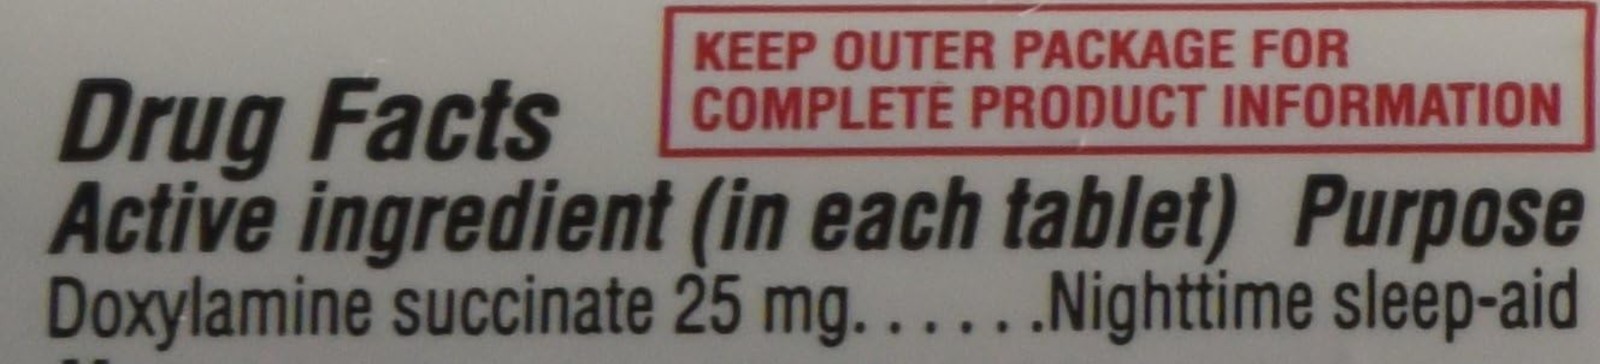 KEEP OUTER PACKAGE FOR
COMPLETE PRODUCT INFORMATION
Drug Facts
Active ingredient (in each tablet) Purpose
Doxylamine succinate 25 mg. . . . . . .Nighttime sleep-aid